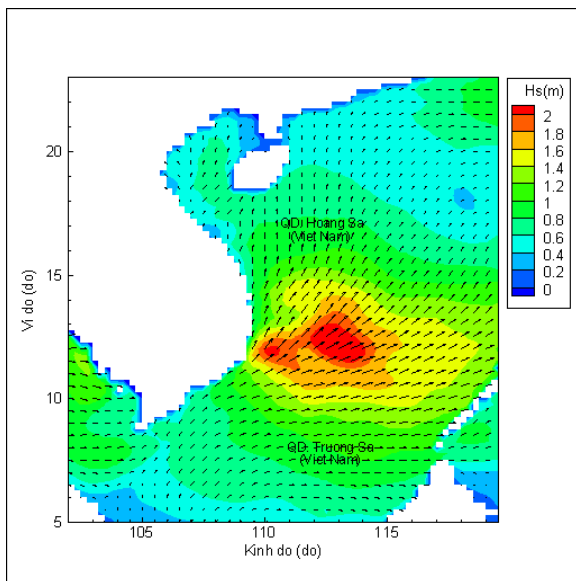 Hs(m)
2
1.8
1.6
1.4
1.2
1
0.8
0.6
0.4
0.2
0
20
15
10
5
Vi do (do)
QD. Hoang Sa
(Viet Nam)
QD. Truong Sa
(Viet Nam)
105
110
115
Kinh do (do)